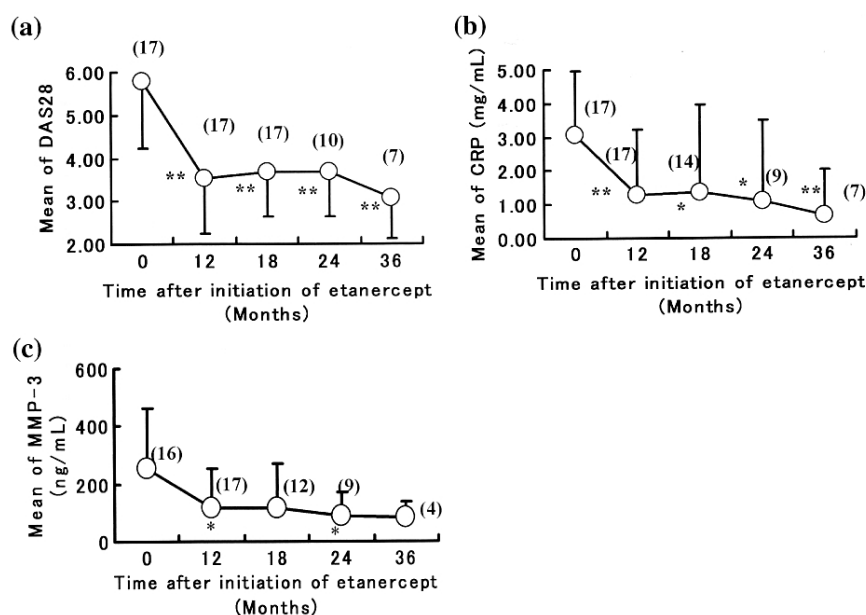 (a)
(17)
6.00
5.00
4.00
3.00
2.00
Mean of DAS28
(17)
(17)
(10)
(7)
**
**
**
**
0 12 18 24 36
Time after initiation of etanercept
(Months)
(b)
5.00
4.00
3.00
2.00
1.00
0.00
Mean of CRP (mg/mL)
(17)
(17)
(14)
(9)
(7)
**
*
*
**
0 12 18 24 36
Time after initiation of etanercept
(Months)
(c)
600
400
200
0
Mean of MMP-3
(ng/mL)
(16)
(17)
(12)
(9)
(4)
*
*
0 12 18 24 36
Time after initiation of etanercept
(Months)